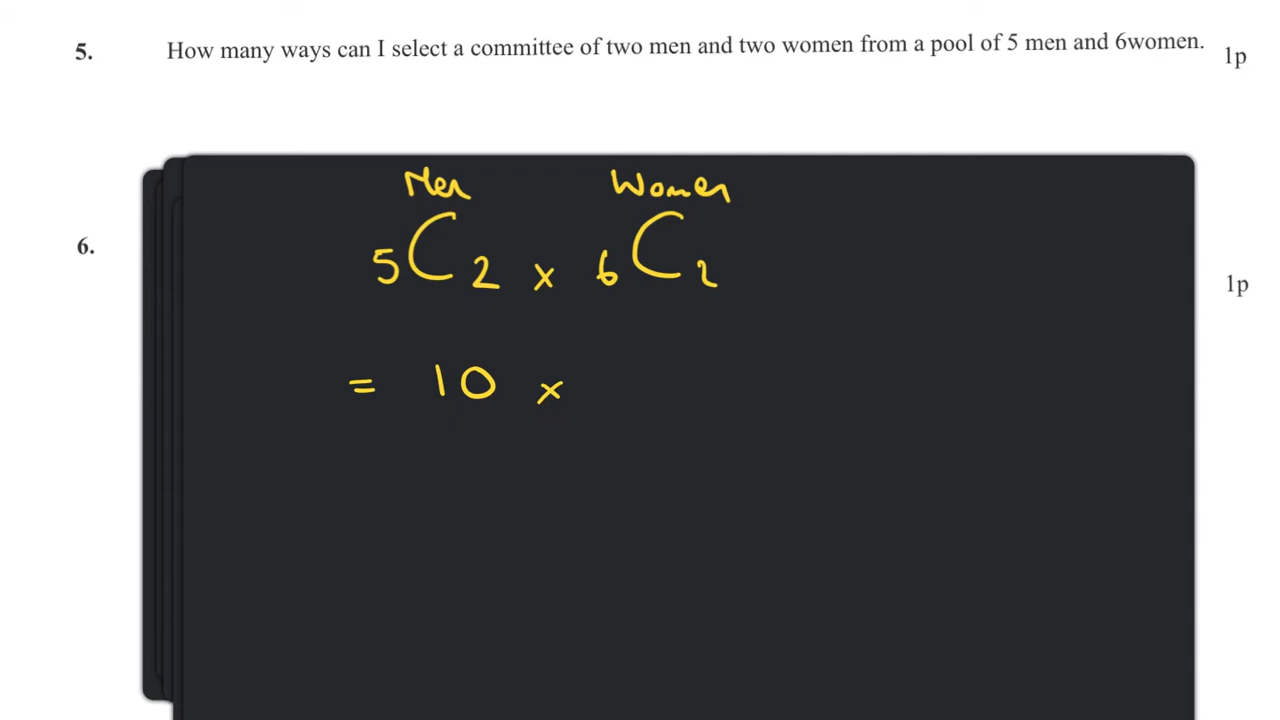 5. How many ways can I select a committee of two men and two women from a pool of 5 men and 6women. 1p
Men Women
6. 5C2 x 6C2
1p
= 10 x